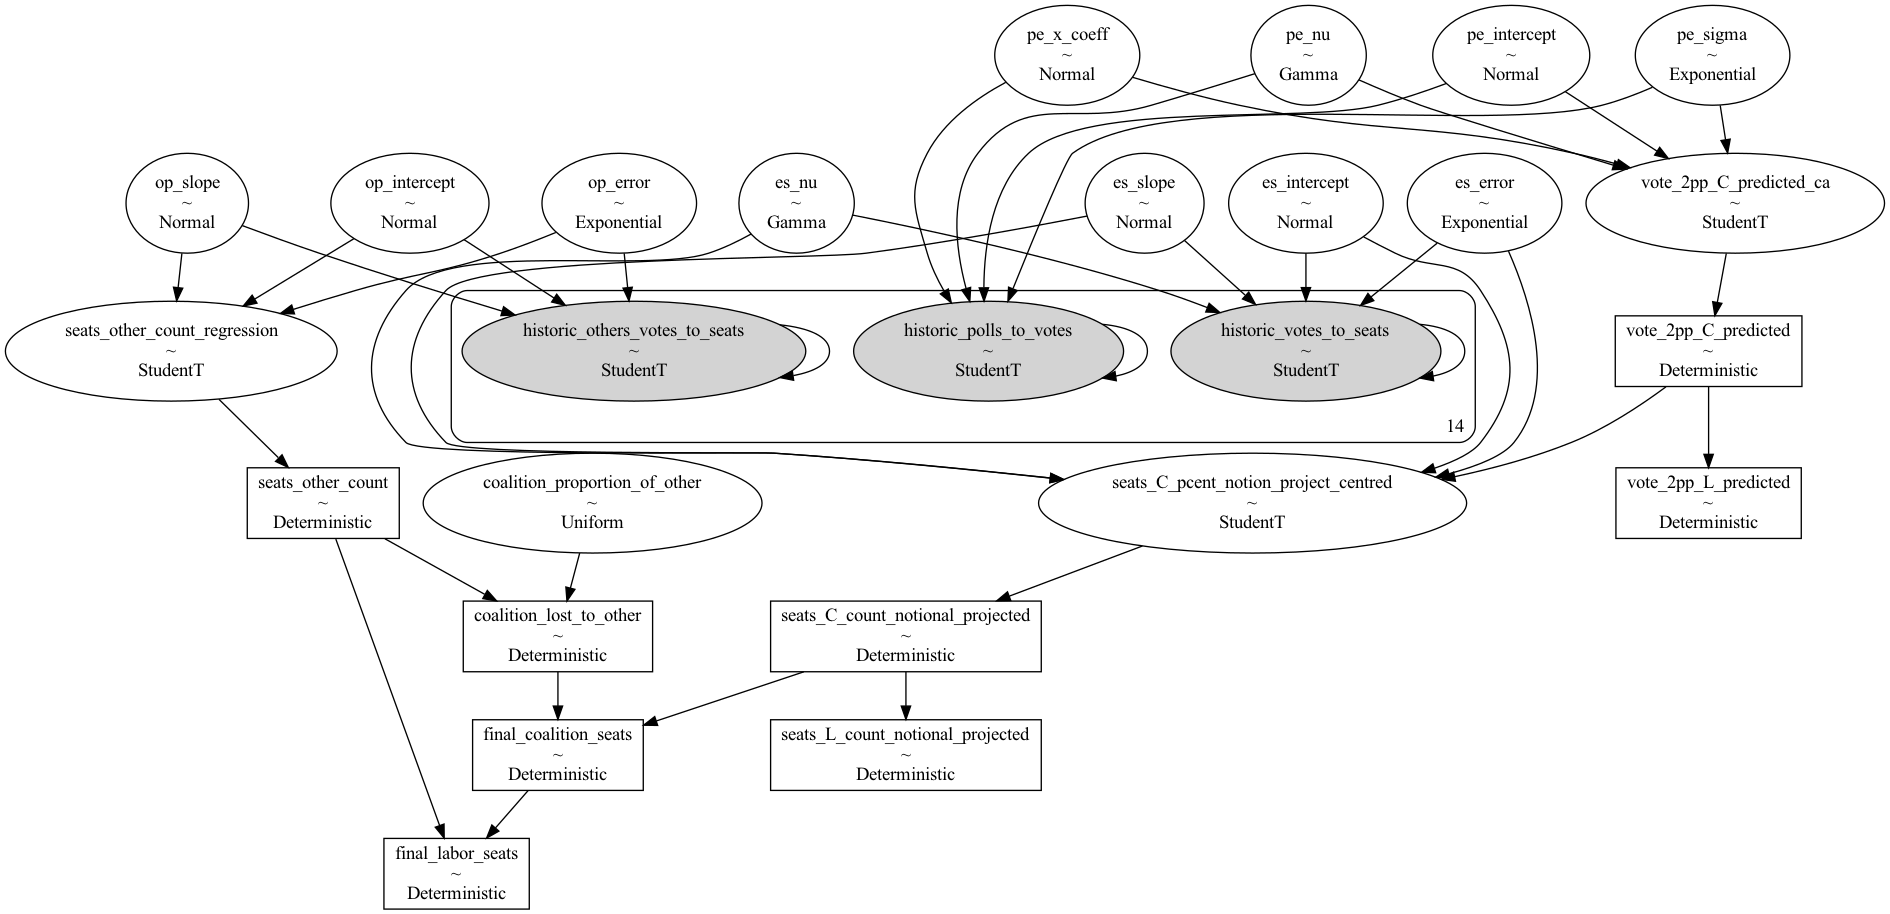 pe_x_coeff
~
Normal
pe_nu
~
Gamma
pe_intercept
~
Normal
pe_sigma
~
Exponential
op_slope
~
Normal
op_intercept
~
Normal
op_error
~
Exponential
es_nu
~
Gamma
es_slope
~
Normal
es_intercept
~
Normal
es_error
~
Exponential
vote_2pp_C_predicted_ca
~
StudentT
seats_other_count_regression
~
StudentT
historic_others_votes_to_seats
~
StudentT
historic_polls_to_votes
~
StudentT
historic_votes_to_seats
~
StudentT
vote_2pp_C_predicted
~
Deterministic
14
seats_other_count
~
Deterministic
coalition_proportion_of_other
~
Uniform
seats_C_pcent_notion_project_centred
~
StudentT
vote_2pp_L_predicted
~
Deterministic
coalition_lost_to_other
~
Deterministic
seats_C_count_notional_projected
~
Deterministic
final_coalition_seats
~
Deterministic
seats_L_count_notional_projected
~
Deterministic
final_labor_seats
~
Deterministic